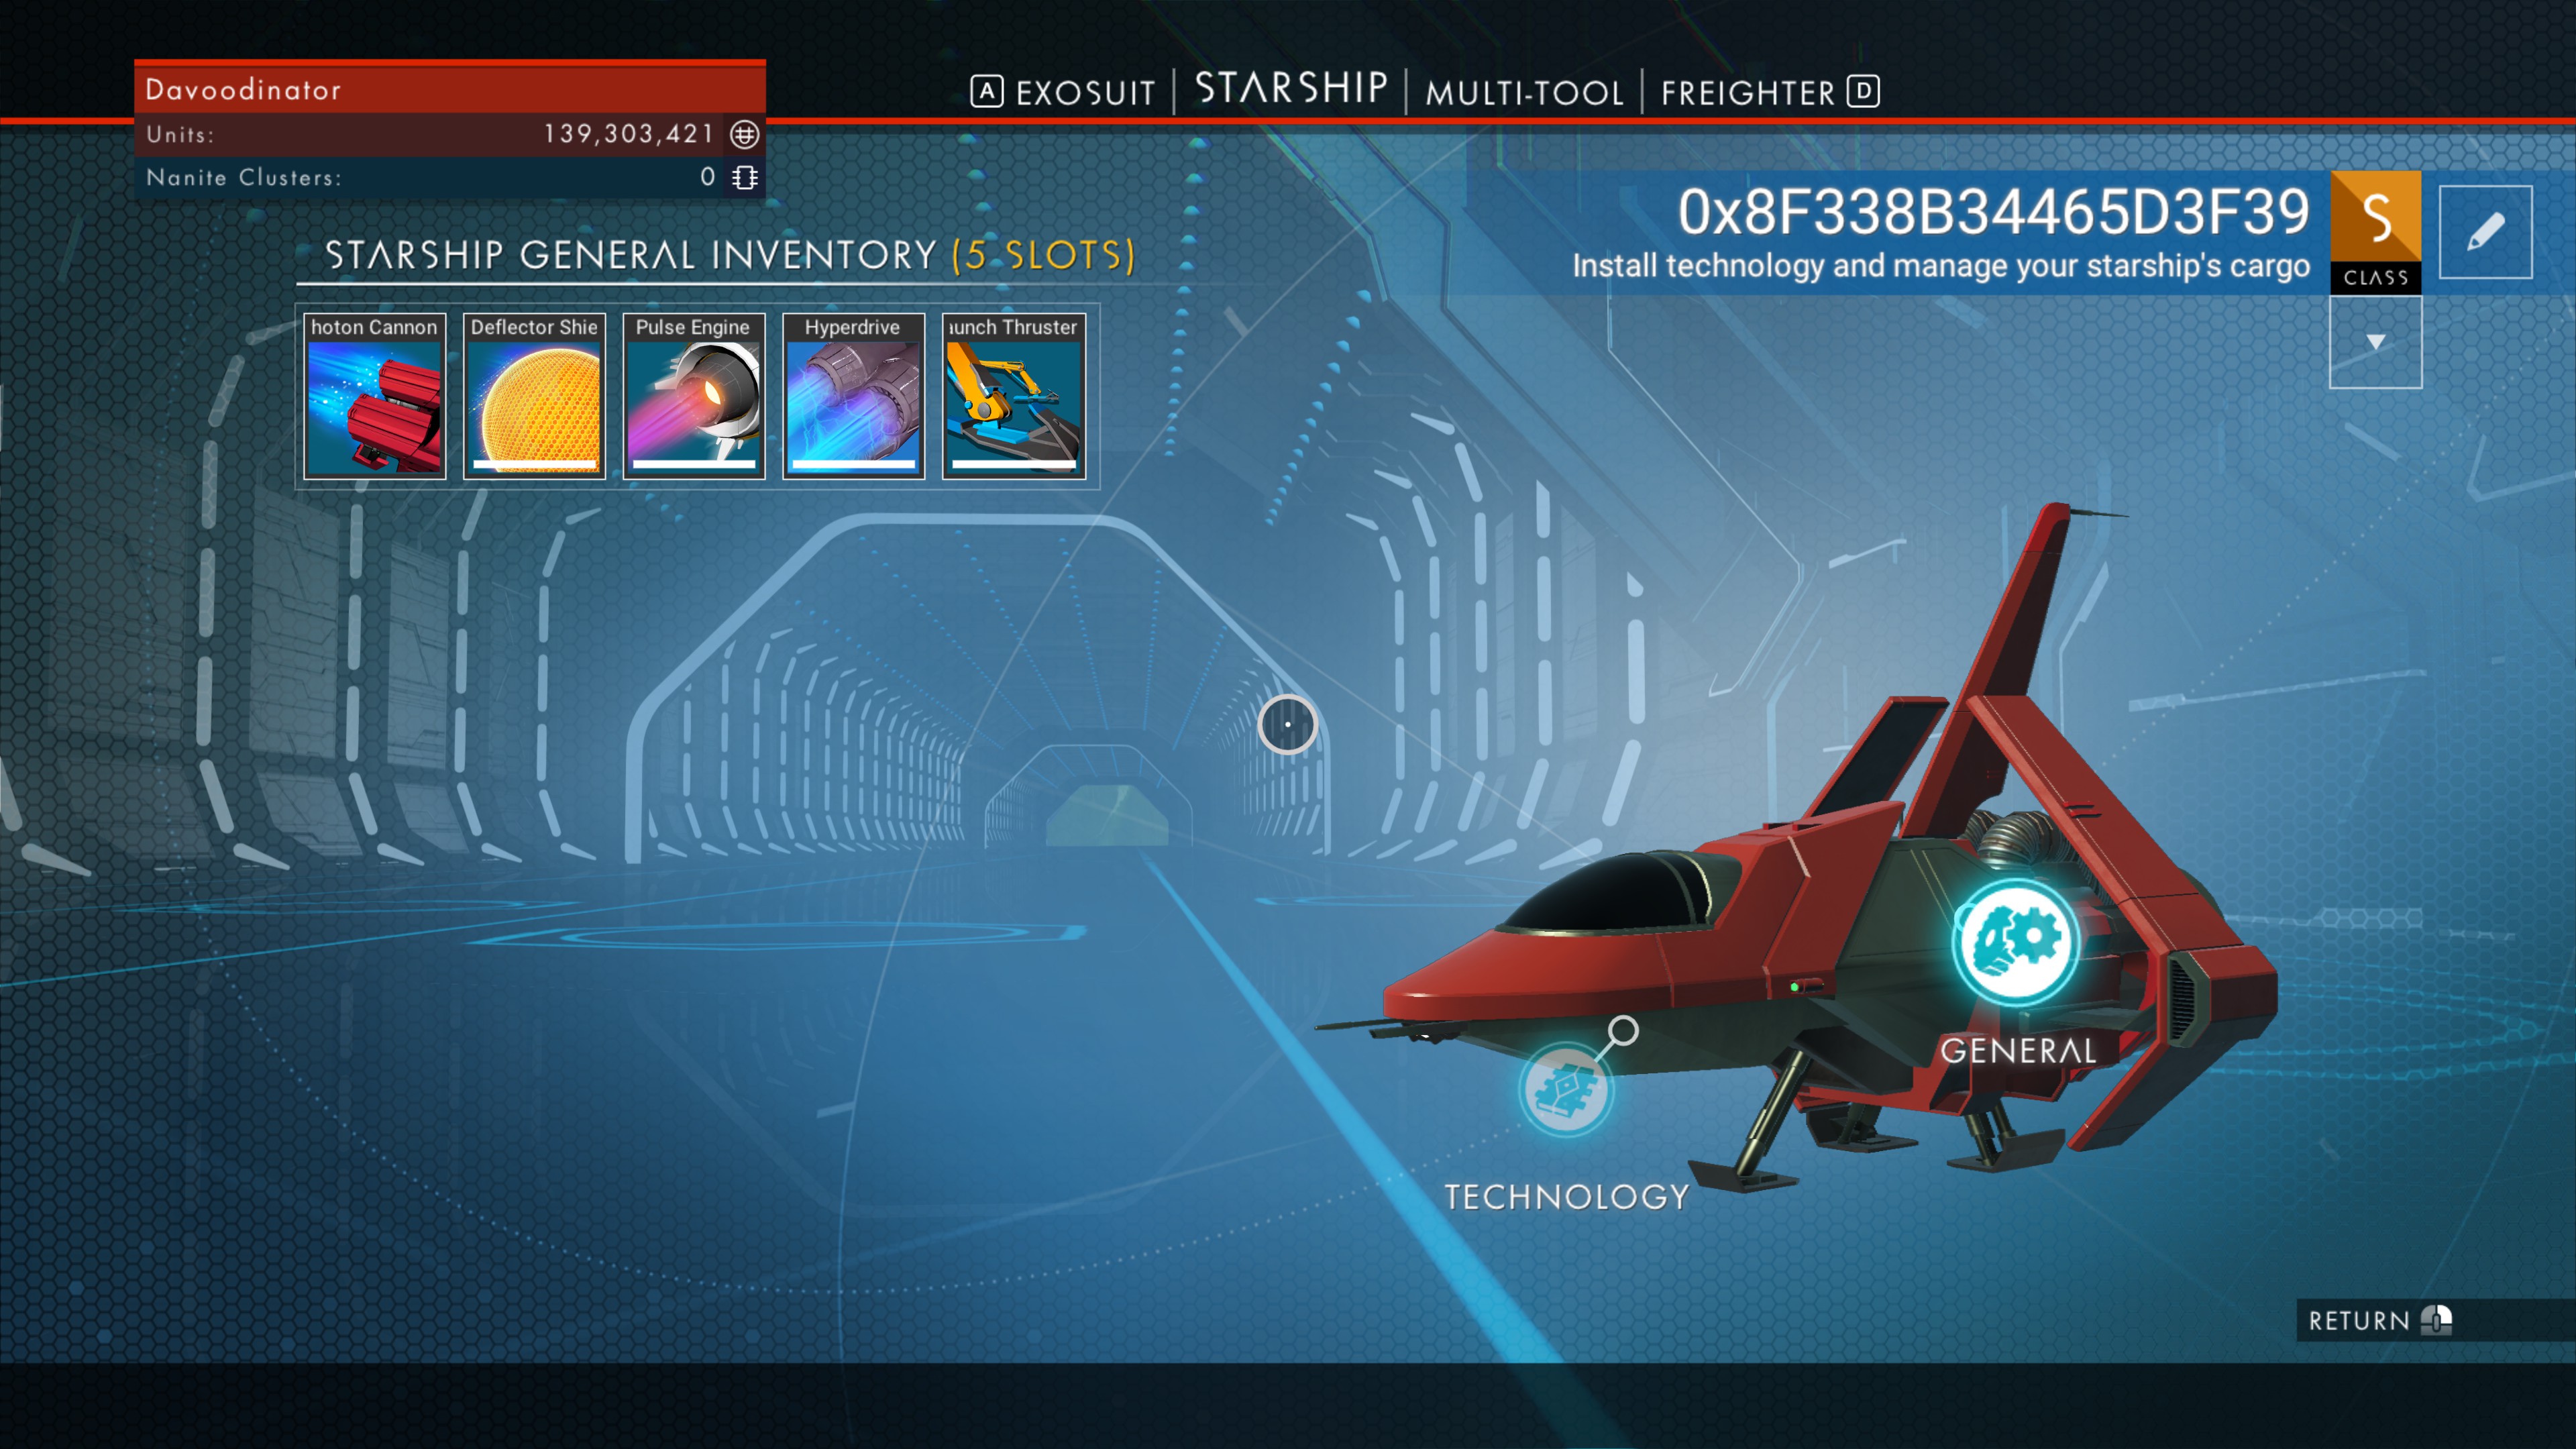 Davoodinator
Units: 139,303,421
Nanite Clusters: 0
A EXOSUIT STARSHIP MULTI-TOOL FREIGHTER D
0x8F338B34465D3F39
Install technology and manage your starship's cargo
S
CLASS
STARSHIP GENERAL INVENTORY (5 SLOTS)
hoton Cannon Deflector Shie Pulse Engine Hyperdrive aunch Thruster
GENERAL
TECHNOLOGY
RETURN